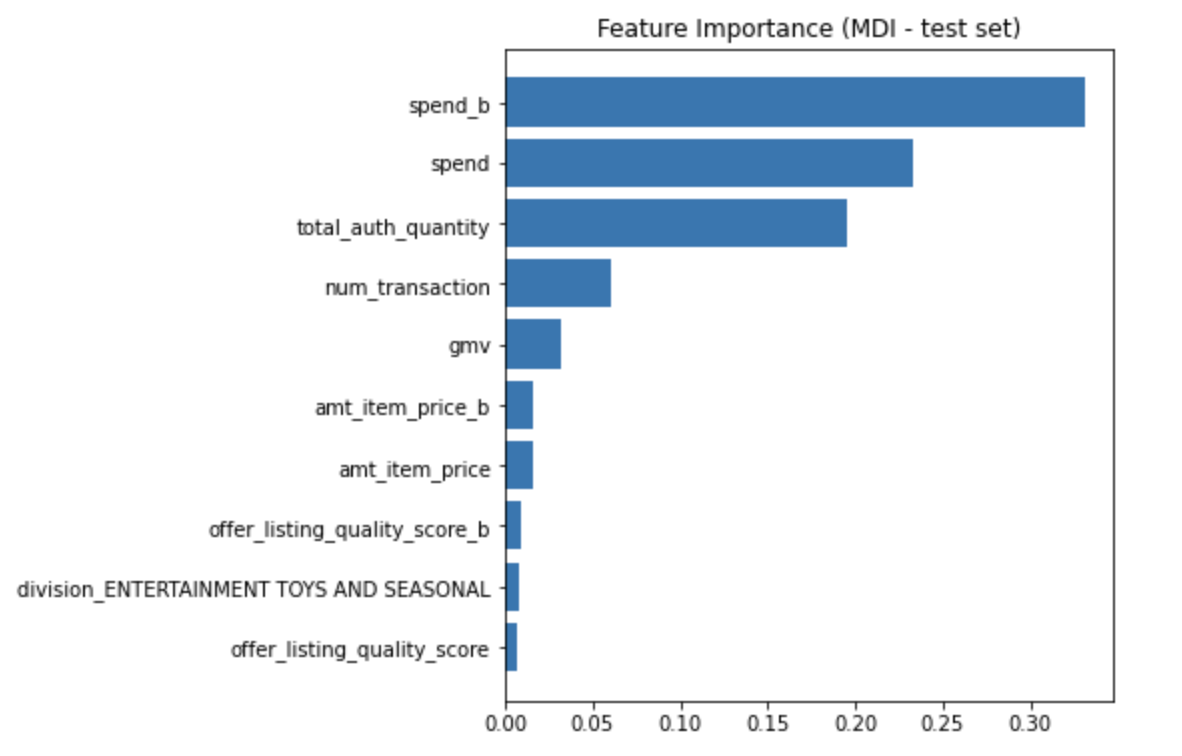 Feature Importance (MDI - test set)
spend_b
spend
total_auth_quantity
num_transaction
gmv
amt_item_price_b
amt_item_price
offer_listing_quality_score_b
division_ENTERTAINMENT TOYS AND SEASONAL
offer_listing_quality_score
0.00 0.05 0.10 0.15 0.20 0.25 0.30